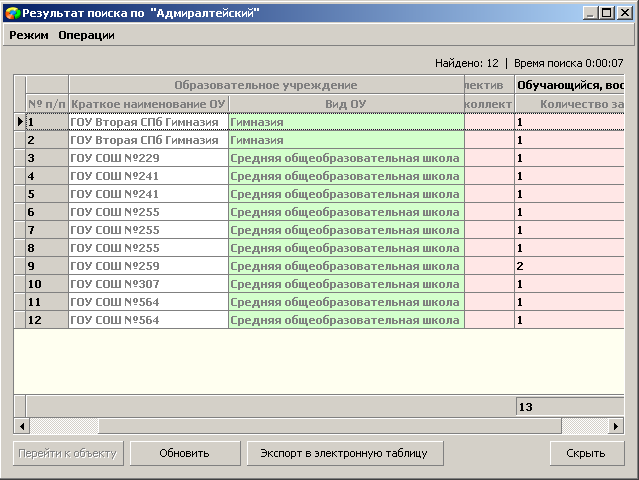 Результат поиска по "Адмиралтейский"
Режим Операции
Найдено: 12 | Время поиска 0:00:07
Образовательное учреждение лектив Обучающийся, вос
№ п/п Краткое наименование ОУ Вид ОУ коллект Количество за
1 ГОУ Вторая СПб Гимназия Гимназия 1
2 ГОУ Вторая СПб Гимназия Гимназия 1
3 ГОУ СОШ №229 Средняя общеобразовательная школа 1
4 ГОУ СОШ №241 Средняя общеобразовательная школа 1
5 ГОУ СОШ №241 Средняя общеобразовательная школа 1
6 ГОУ СОШ №255 Средняя общеобразовательная школа 1
7 ГОУ СОШ №255 Средняя общеобразовательная школа 1
8 ГОУ СОШ №255 Средняя общеобразовательная школа 1
9 ГОУ СОШ №259 Средняя общеобразовательная школа 2
10 ГОУ СОШ №307 Средняя общеобразовательная школа 1
11 ГОУ СОШ №564 Средняя общеобразовательная школа 1
12 ГОУ СОШ №564 Средняя общеобразовательная школа 1
13
Перейти к объекту Обновить Экспорт в электронную таблицу Скрыть